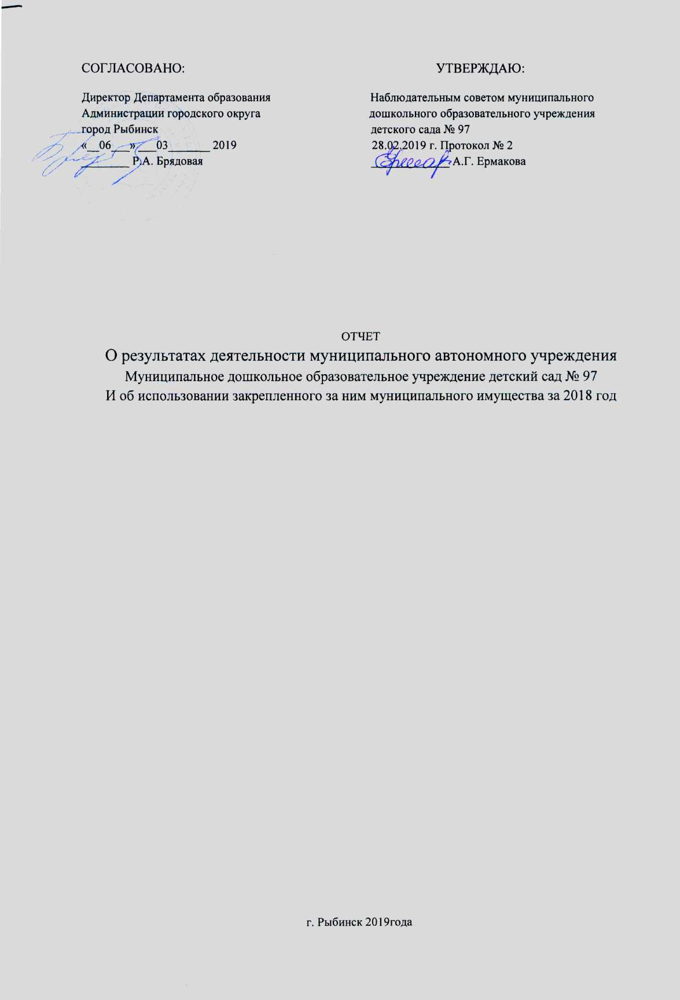 СОГЛАСОВАНО:
Директор Департамента образования
Администрации городского округа
город Рыбинск
«__06___» ___03_______ 2019
________ Р.А. Брядовая
УТВЕРЖДАЮ:
Наблюдательным советом муниципального
дошкольного образовательного учреждения
детского сада № 97
28.02.2019 г. Протокол № 2
_____________ А.Г. Ермакова
ОТЧЕТ
О результатах деятельности муниципального автономного учреждения
Муниципальное дошкольное образовательное учреждение детский сад № 97
И об использовании закрепленного за ним муниципального имущества за 2018 год
г. Рыбинск 2019года